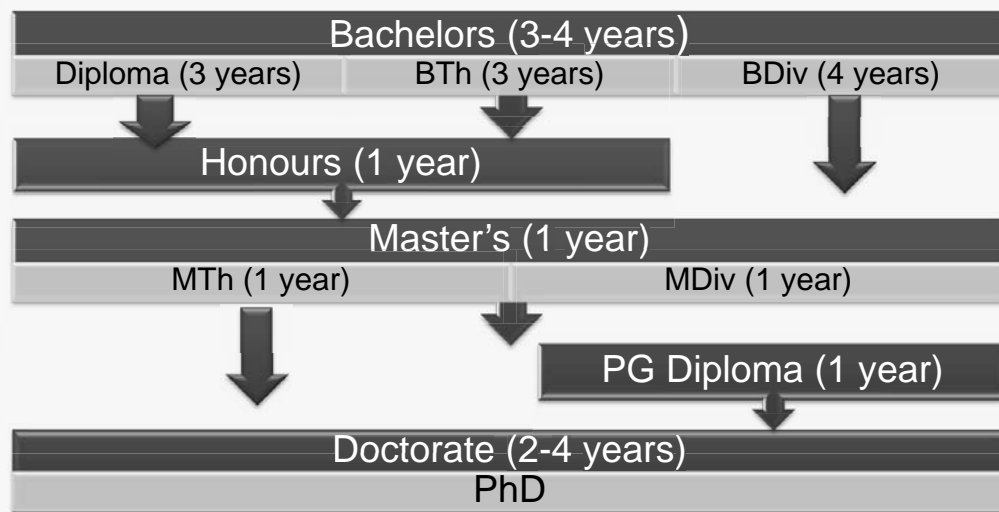 Bachelors (3-4 years)
Diploma (3 years) BTh (3 years) BDiv (4 years)
Honours (1 year)
Master’s (1 year)
MTh (1 year) MDiv (1 year)
PG Diploma (1 year)
Doctorate (2-4 years)
PhD